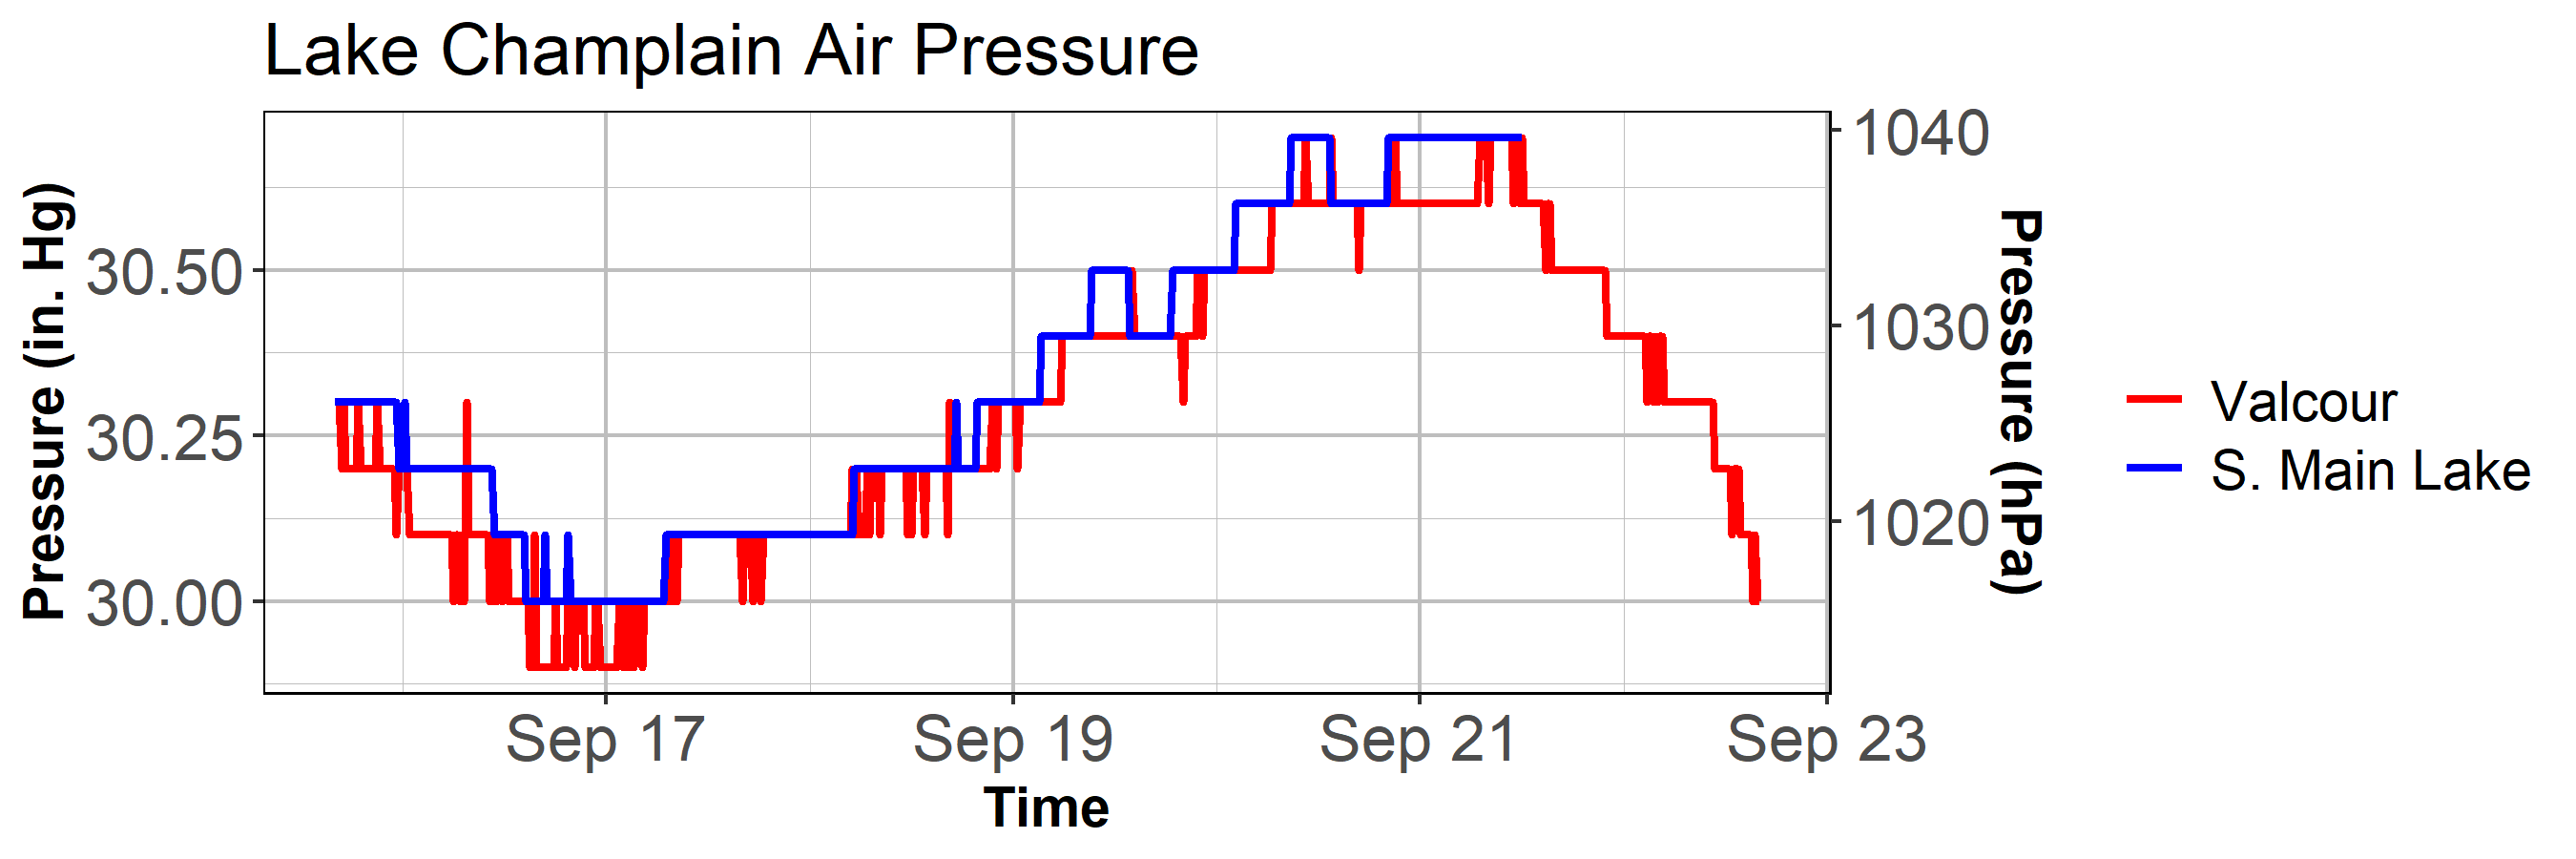 Lake Champlain Air Pressure
Pressure (in. Hg)
30.50
30.25
30.00
1040
1030
1020
Pressure (hPa)
Valcour
S. Main Lake
Sep 17
Sep 19
Sep 21
Sep 23
Time